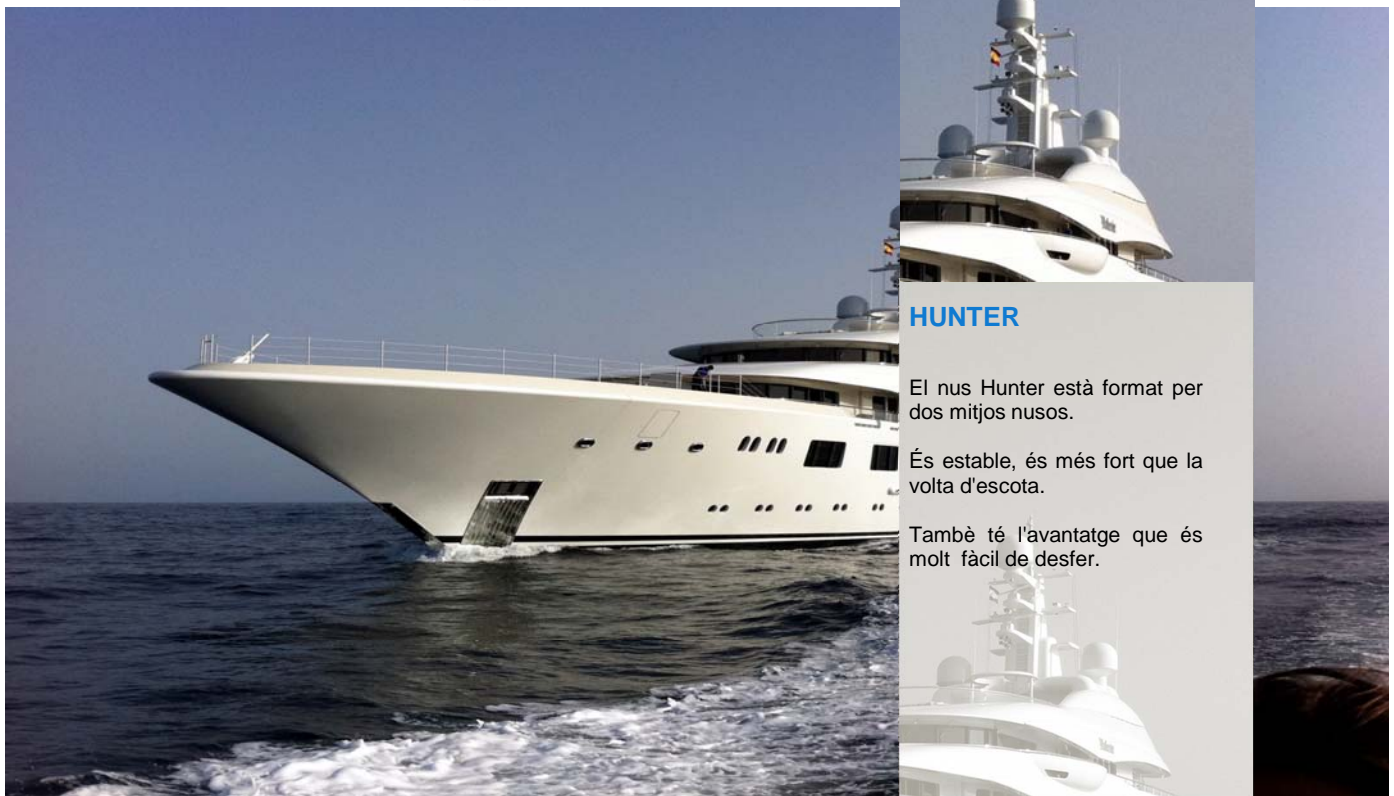 HUNTER
El nus Hunter està format per
dos mitjos nusos.
És estable, és més fort que la
volta d'escota.
Tambè té l'avantatge que és
molt  fàcil de desfer.